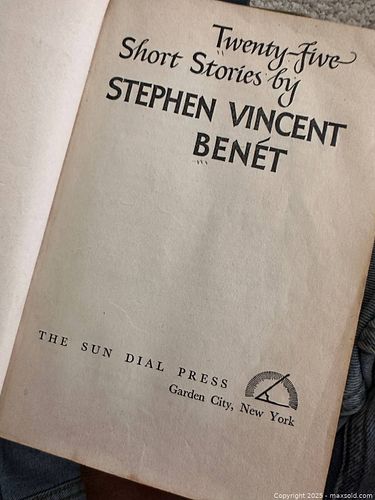 Twenty-Five
Short Stories by
STEPHEN VINCENT
BENÉT
THE SUN DIAL PRESS
Garden City, New York
Copyright 2025 - maxsold.com